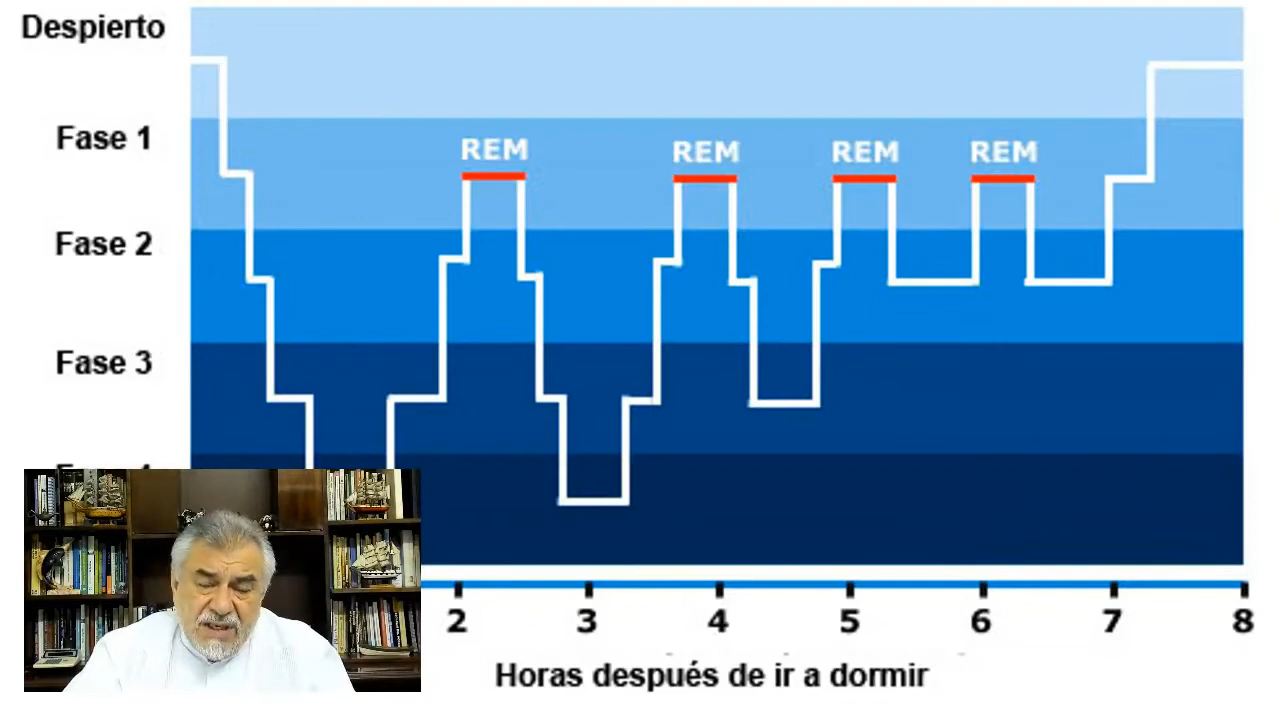 Despierto
Fase 1
REM REM REM REM
Fase 2
Fase 3
2 3 4 5 6 7 8
Horas después de ir a dormir